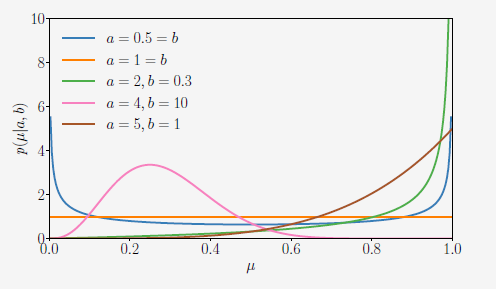 10
8
6
4
2
0
p(μ|a, b)
a = 0.5 = b
a = 1 = b
a = 2, b = 0.3
a = 4, b = 10
a = 5, b = 1
0.0 0.2 0.4 0.6 0.8 1.0
μ